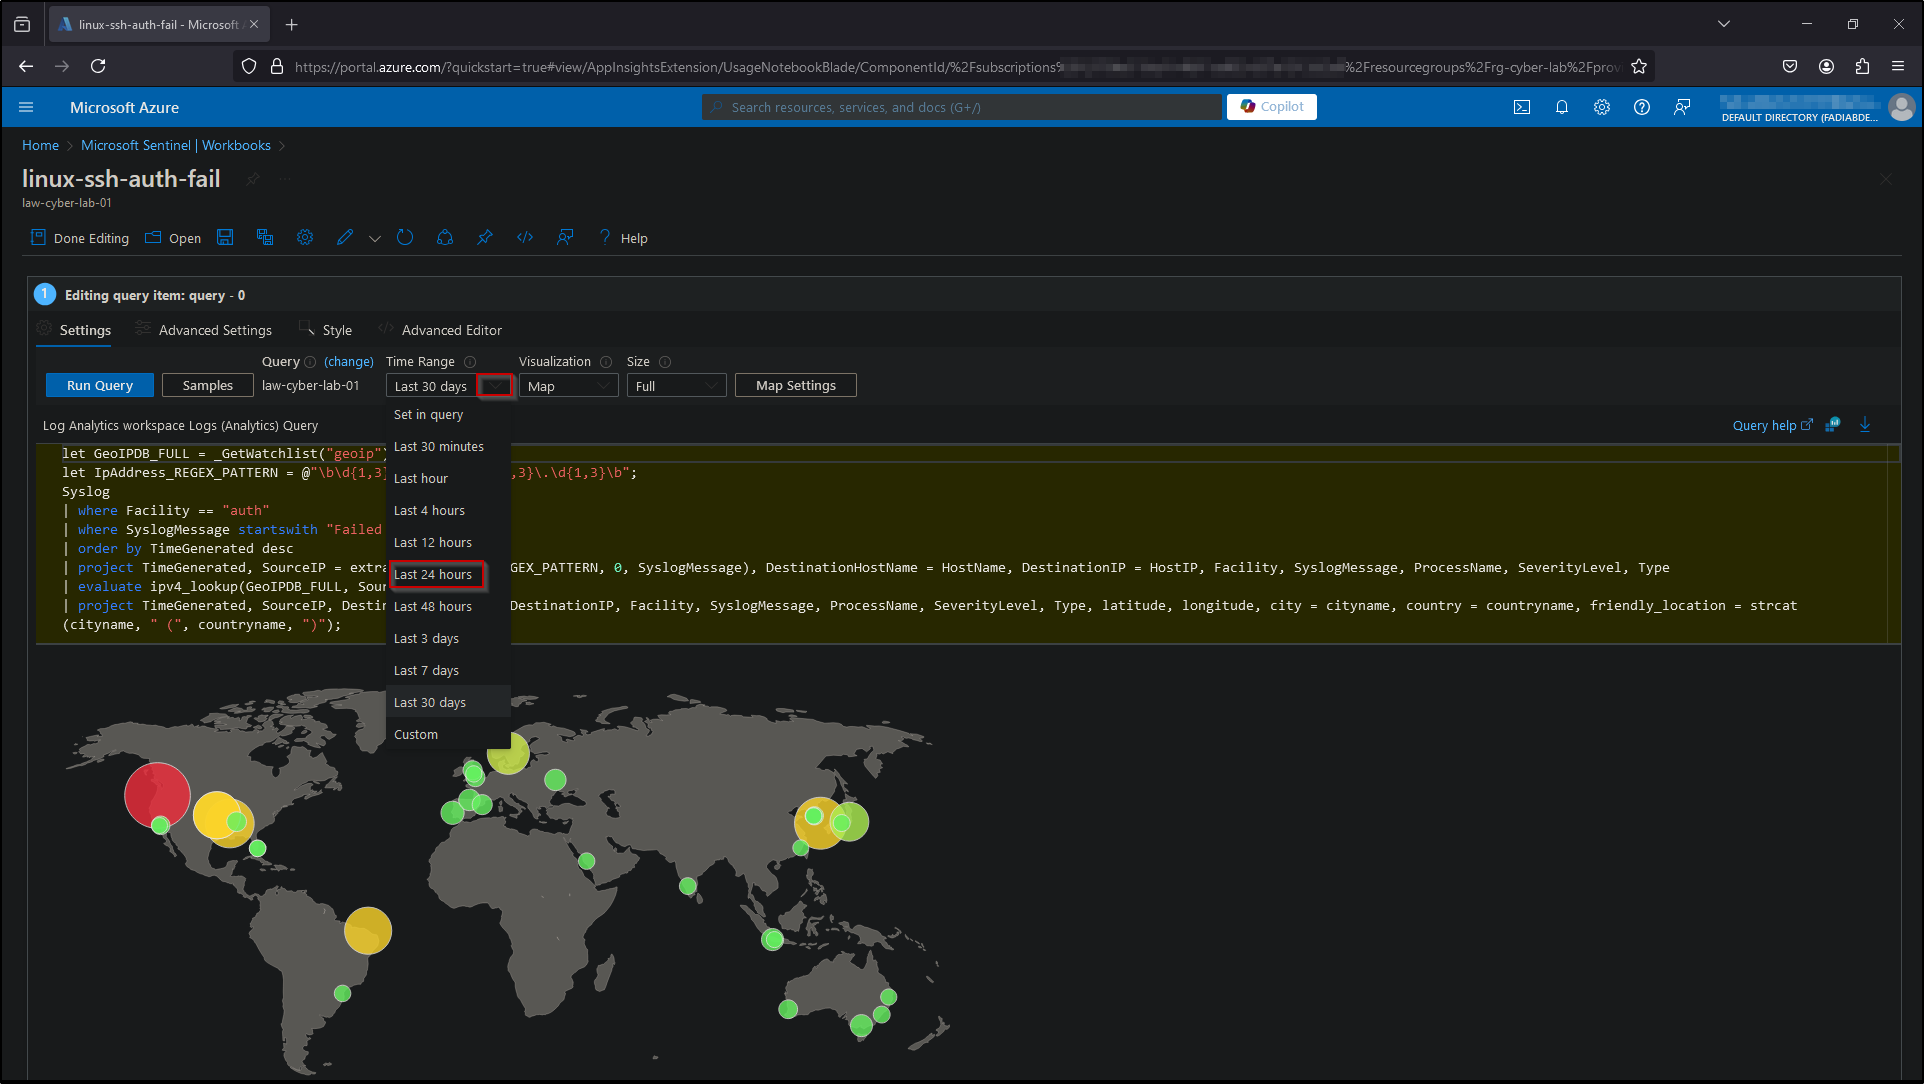 linux-ssh-auth-fail - Microsoft A
https://portal.azure.com/?quickstart=true#view/AppInsightsExtension/UsageNotebookBlade/ComponentId/%2Fsubscriptions% %2Fresourcegroups%2Frg-cyber-lab%2Fprov
Microsoft Azure
Search resources, services, and docs (G+/)
Copilot
DEFAULT DIRECTORY (FADIABDE...
Home > Microsoft Sentinel | Workbooks >
linux-ssh-auth-fail
law-cyber-lab-01
Done Editing Open Help
1 Editing query item: query - 0
Settings Advanced Settings Style Advanced Editor
Query (change) Time Range Visualization Size
Run Query Samples law-cyber-lab-01 Last 30 days Map Full Map Settings
Set in query
Last 30 minutes
Last hour
Last 4 hours
Last 12 hours
Last 24 hours
Last 48 hours
Last 3 days
Last 7 days
Last 30 days
Custom
Log Analytics workspace Logs (Analytics) Query
Query help
let GeoIPDB_FULL = _GetWatchlist("geoip")
let IpAddress_REGEX_PATTERN = @"\b\d{1,3} ,3}\.\d{1,3}\b";
Syslog
| where Facility == "auth"
| where SyslogMessage startswith "Failed
| order by TimeGenerated desc
| project TimeGenerated, SourceIP = extra GEX_PATTERN, 0, SyslogMessage), DestinationHostName = HostName, DestinationIP = HostIP, Facility, SyslogMessage, ProcessName, SeverityLevel, Type
| evaluate ipv4_lookup(GeoIPDB_FULL, Sour
| project TimeGenerated, SourceIP, Destin DestinationIP, Facility, SyslogMessage, ProcessName, SeverityLevel, Type, latitude, longitude, city = cityname, country = countryname, friendly_location = strcat
(cityname, " (", countryname, ")");